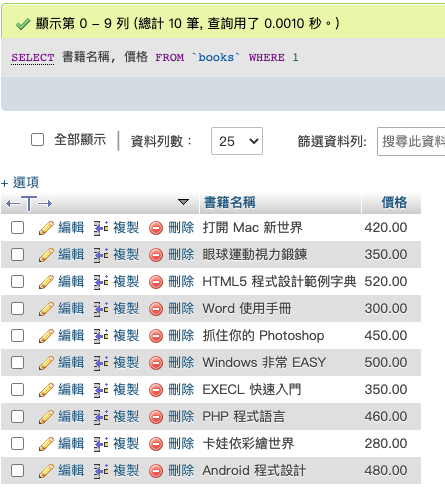 顯示第 0 - 9 列 (總計 10 筆, 查詢用了 0.0010 秒。)
SELECT 書籍名稱, 價格 FROM `books` WHERE 1
全部顯示 資料列數： 25 篩選資料列: 搜尋此資料
+ 選項
←T→ 書籍名稱 價格
編輯 複製 刪除 打開 Mac 新世界 420.00
編輯 複製 刪除 眼球運動視力鍛鍊 350.00
編輯 複製 刪除 HTML5 程式設計範例字典 520.00
編輯 複製 刪除 Word 使用手冊 300.00
編輯 複製 刪除 抓住你的 Photoshop 450.00
編輯 複製 刪除 Windows 非常 EASY 500.00
編輯 複製 刪除 EXECL 快速入門 350.00
編輯 複製 刪除 PHP 程式語言 460.00
編輯 複製 刪除 卡娃依彩繪世界 280.00
編輯 複製 刪除 Android 程式設計 480.00